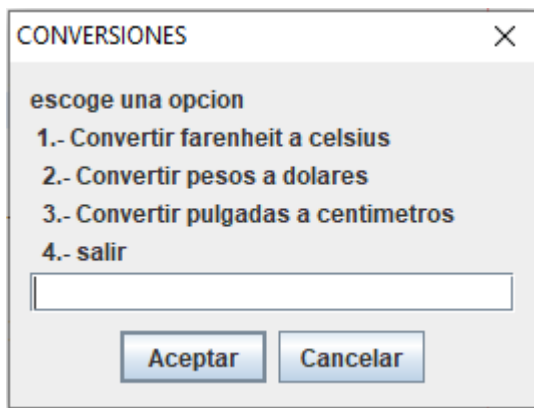 CONVERSIONES
escoge una opcion
1.- Convertir farenheit a celsius
2.- Convertir pesos a dolares
3.- Convertir pulgadas a centimetros
4.- salir
Aceptar Cancelar